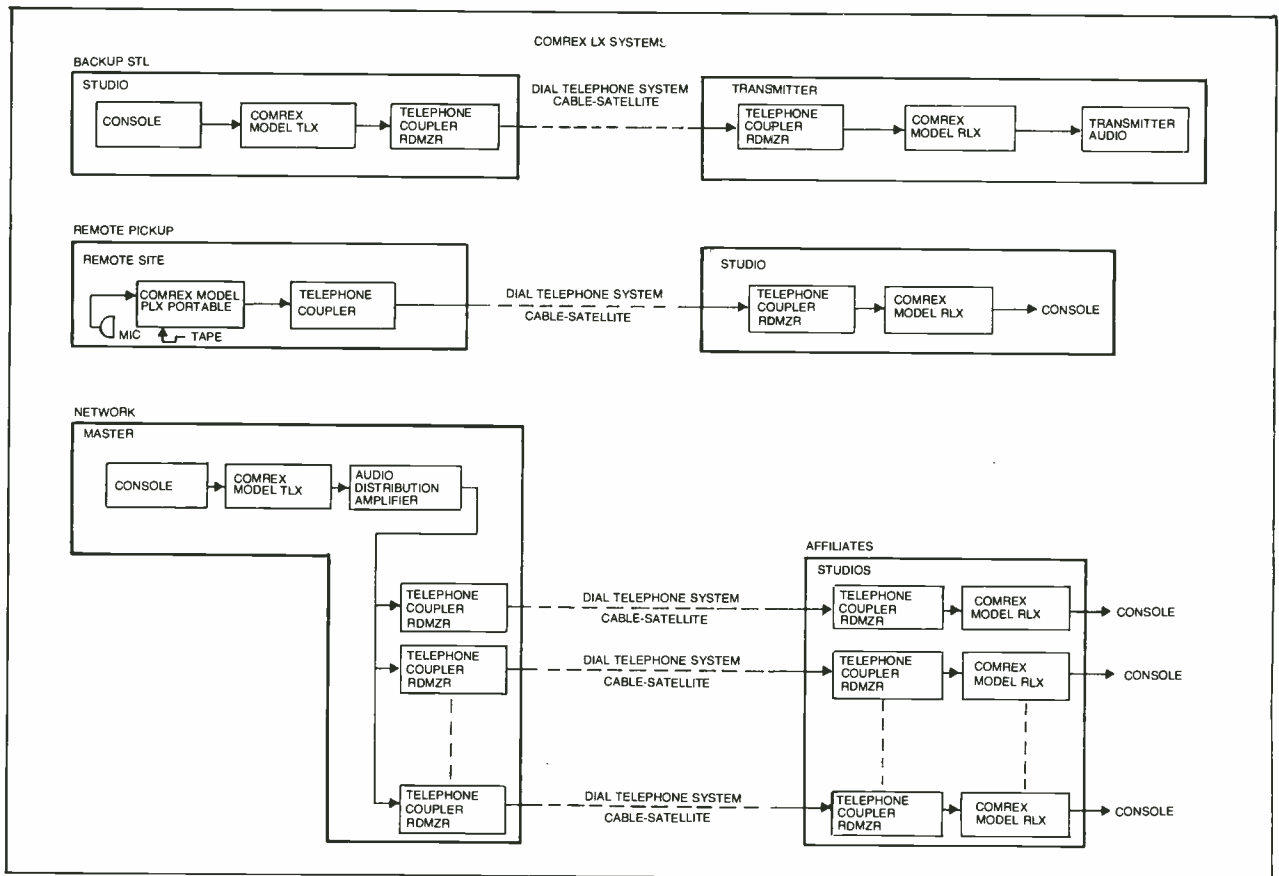 COMREX LX SYSTEMS
BACKUP STL
STUDIO
CONSOLE
COMREX
MODEL TLX
TELEPHONE
COUPLER
RDMZR
DIAL TELEPHONE SYSTEM
CABLE-SATELLITE
TRANSMITTER
TELEPHONE
COUPLER
RDMZR
COMREX
MODEL RLX
TRANSMITTER
AUDIO
REMOTE PICKUP
REMOTE SITE
COMREX MODEL
PLX PORTABLE
MIC
TAPE
TELEPHONE
COUPLER
DIAL TELEPHONE SYSTEM
CABLE-SATELLITE
STUDIO
TELEPHONE
COUPLER
RDMZR
COMREX
MODEL RLX
CONSOLE
NETWORK
MASTER
CONSOLE
COMREX
MODEL TLX
AUDIO
DISTRIBUTION
AMPLIFIER
AFFILIATES
STUDIOS
TELEPHONE
COUPLER
RDMZR
DIAL TELEPHONE SYSTEM
CABLE-SATELLITE
TELEPHONE
COUPLER
RDMZR
COMREX
MODEL RLX
CONSOLE
TELEPHONE
COUPLER
RDMZR
DIAL TELEPHONE SYSTEM
CABLE-SATELLITE
TELEPHONE
COUPLER
RDMZR
COMREX
MODEL RLX
CONSOLE
TELEPHONE
COUPLER
RDMZR
DIAL TELEPHONE SYSTEM
CABLE-SATELLITE
TELEPHONE
COUPLER
RDMZR
COMREX
MODEL RLX
CONSOLE